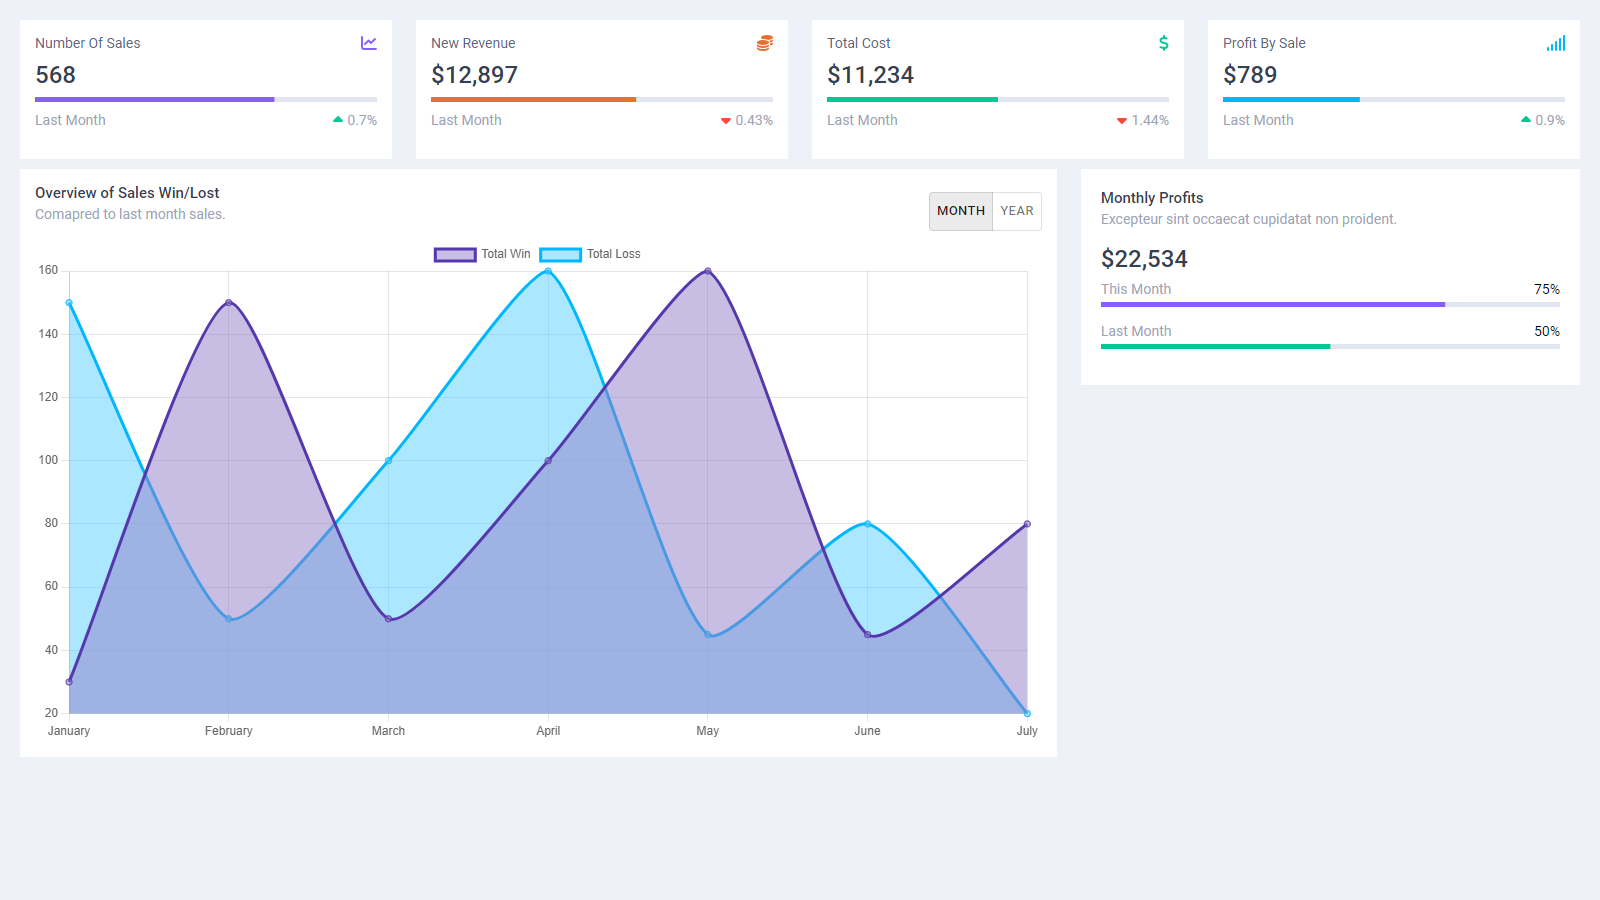 Number Of Sales
568
Last Month 0.7%
New Revenue
$12,897
Last Month 0.43%
Total Cost
$11,234
Last Month 1.44%
Profit By Sale
$789
Last Month 0.9%
Overview of Sales Win/Lost
Comapred to last month sales.
MONTH YEAR
Total Win Total Loss
160
140
120
100
80
60
40
20
January February March April May June July
Monthly Profits
Excepteur sint occaecat cupidatat non proident.
$22,534
This Month 75%
Last Month 50%